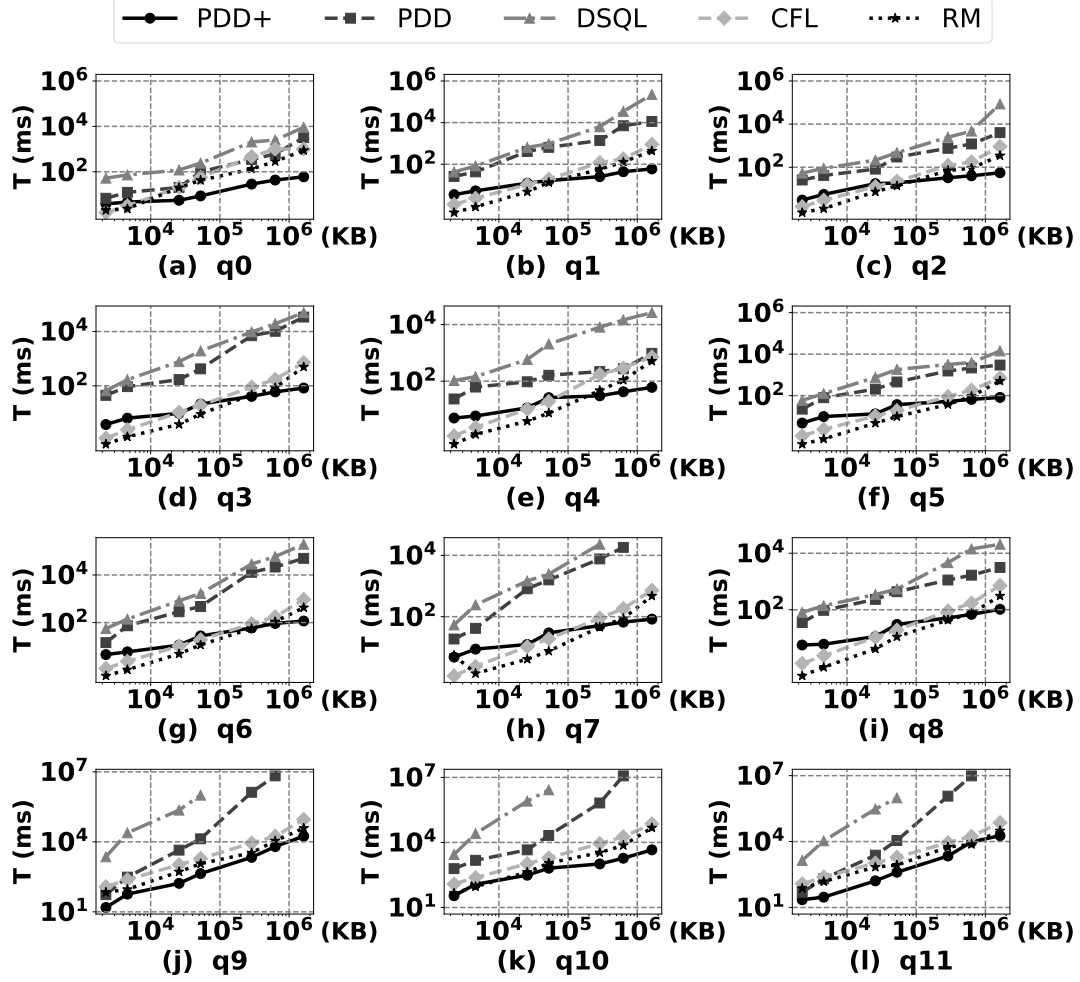 PDD+ PDD DSQL CFL RM
10^6 10^6 10^6
10^4 10^4 10^4
10^2 10^2 10^2
T (ms) T (ms) T (ms)
10^4 10^5 10^6 (KB) 10^4 10^5 10^6 (KB) 10^4 10^5 10^6 (KB)
(a) q0 (b) q1 (c) q2
10^4 10^4 10^6
10^2 10^2 10^4
10^2
T (ms) T (ms) T (ms)
10^4 10^5 10^6 (KB) 10^4 10^5 10^6 (KB) 10^4 10^5 10^6 (KB)
(d) q3 (e) q4 (f) q5
10^4 10^4 10^4
10^2 10^2 10^2
T (ms) T (ms) T (ms)
10^4 10^5 10^6 (KB) 10^4 10^5 10^6 (KB) 10^4 10^5 10^6 (KB)
(g) q6 (h) q7 (i) q8
10^7 10^7 10^7
10^4 10^4 10^4
10^1 10^1 10^1
T (ms) T (ms) T (ms)
10^4 10^5 10^6 (KB) 10^4 10^5 10^6 (KB) 10^4 10^5 10^6 (KB)
(j) q9 (k) q10 (l) q11